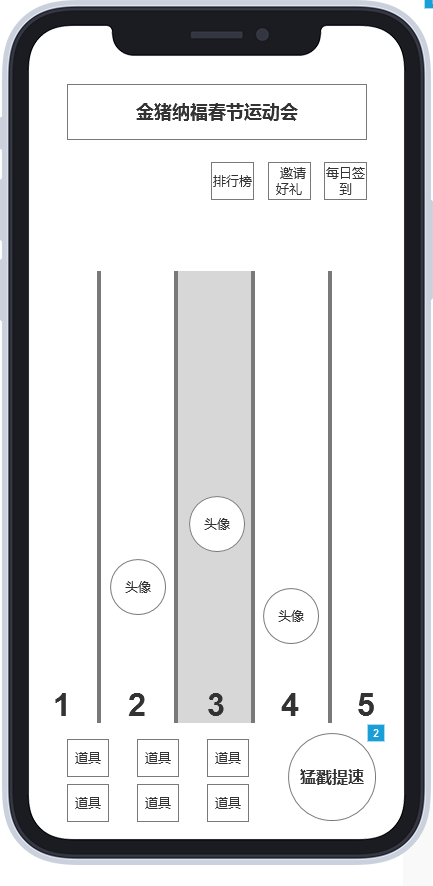 金猪纳福春节运动会
排行榜
邀请
好礼
每日签
到
头像
头像
头像
1 2 3 4 5
2
道具 道具 道具
猛戳提速
道具 道具 道具